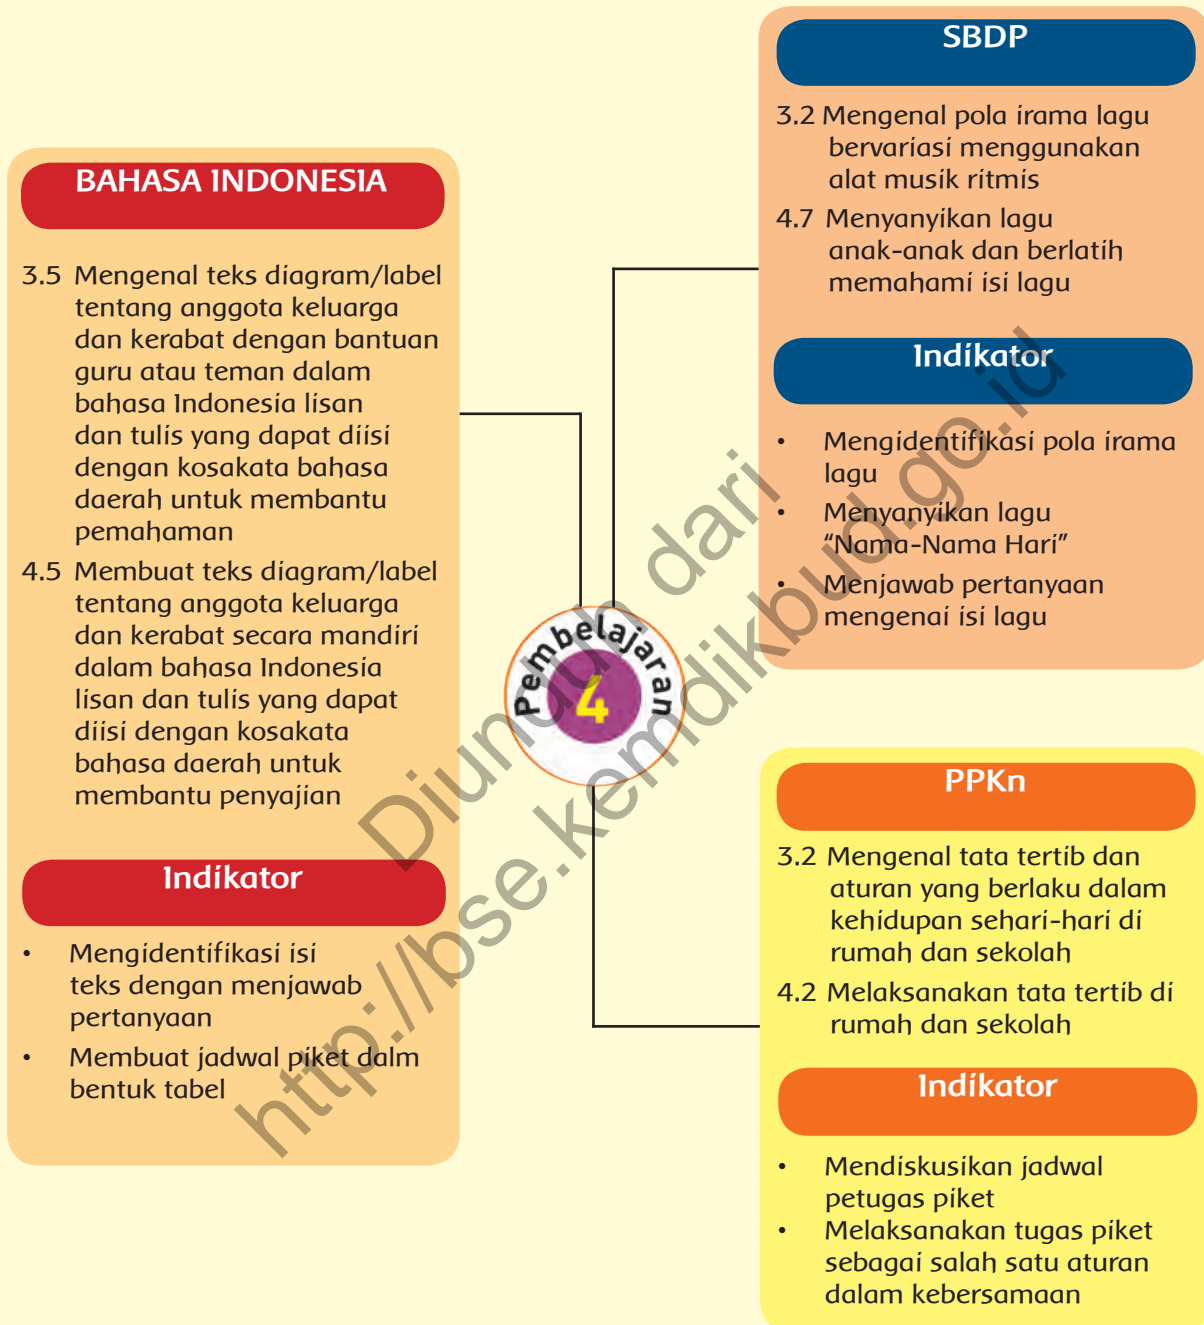 BAHASA INDONESIA
3.5 Mengenal teks diagram/label
tentang anggota keluarga
dan kerabat dengan bantuan
guru atau teman dalam
bahasa Indonesia lisan
dan tulis yang dapat diisi
dengan kosakata bahasa
daerah untuk membantu
pemahaman
4.5 Membuat teks diagram/label
tentang anggota keluarga
dan kerabat secara mandiri
dalam bahasa Indonesia
lisan dan tulis yang dapat
diisi dengan kosakata
bahasa daerah untuk
membantu penyajian
Indikator
• Mengidentifikasi isi
teks dengan menjawab
pertanyaan
• Membuat jadwal piket dalm
bentuk tabel
Pembelajaran
4
SBDP
3.2 Mengenal pola irama lagu
bervariasi menggunakan
alat musik ritmis
4.7 Menyanyikan lagu
anak-anak dan berlatih
memahami isi lagu
Indikator
• Mengidentifikasi pola irama
lagu
• Menyanyikan lagu
“Nama-Nama Hari”
• Menjawab pertanyaan
mengenai isi lagu
PPKn
3.2 Mengenal tata tertib dan
aturan yang berlaku dalam
kehidupan sehari-hari di
rumah dan sekolah
4.2 Melaksanakan tata tertib di
rumah dan sekolah
Indikator
• Mendiskusikan jadwal
petugas piket
• Melaksanakan tugas piket
sebagai salah satu aturan
dalam kebersamaan
Diunduh dari
http://bse.kemdikbud.go.id